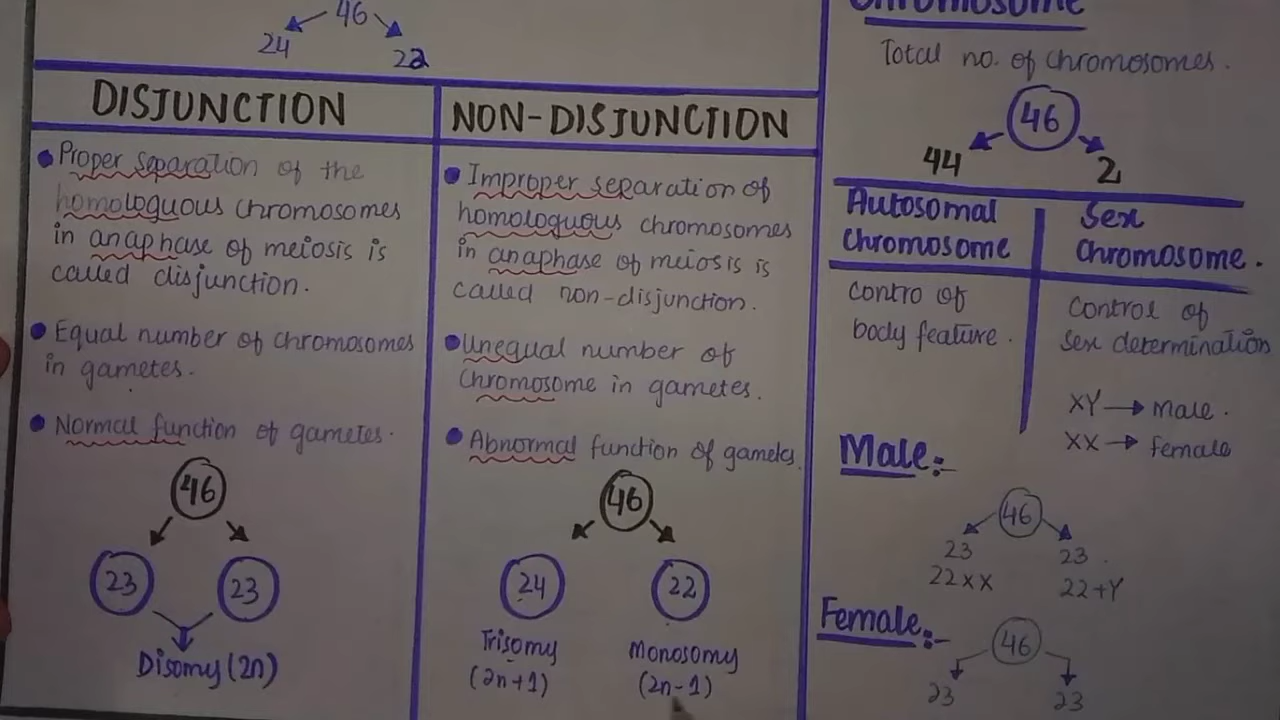 46
24 22
DISJUNCTION
• Proper separation of the
homologuous chromosomes
in anaphase of meiosis is
called disjunction.
• Equal number of chromosomes
in gametes.
• Normal function of gametes.
46
23 23
Disomy (2n)
NON-DISJUNCTION
• Improper separation of
homologuous chromosomes
in anaphase of meiosis is
called non-disjunction.
• Unequal number of
chromosome in gametes.
• Abnormal function of gametes.
46
24 22
Trisomy Monosomy
(2n+1) (2n-1)
Chromosome
Total no. of chromosomes.
46
44 2
Autosomal
Chromosome
contro of
body feature.
Sex
Chromosome.
Control of
Sex determination
XY → Male.
XX → female
Male:-
46
23 23.
22xX 22+Y
Female:-
46
23 23